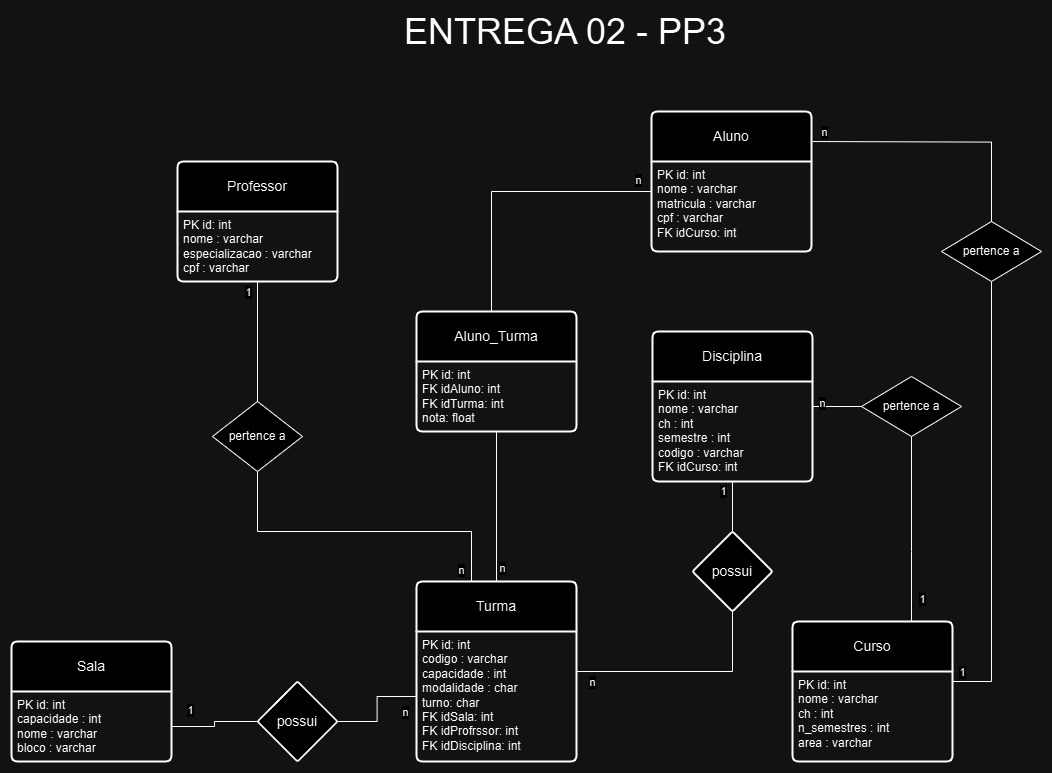 ENTREGA 02 - PP3
Aluno
PK id: int
nome : varchar
matricula : varchar
cpf : varchar
FK idCurso: int
n
n
pertence a
Professor
PK id: int
nome : varchar
especializacao : varchar
cpf : varchar
1
pertence a
n
Aluno_Turma
PK id: int
FK idAluno: int
FK idTurma: int
nota: float
n
Disciplina
PK id: int
nome : varchar
ch : int
semestre : int
codigo : varchar
FK idCurso: int
n
pertence a
1
1
possui
n
Turma
PK id: int
codigo : varchar
capacidade : int
modalidade : char
turno: char
FK idSala: int
FK idProfrssor: int
FK idDisciplina: int
Sala
PK id: int
capacidade : int
nome : varchar
bloco : varchar
1
possui
n
Curso
PK id: int
nome : varchar
ch : int
n_semestres : int
area : varchar
1